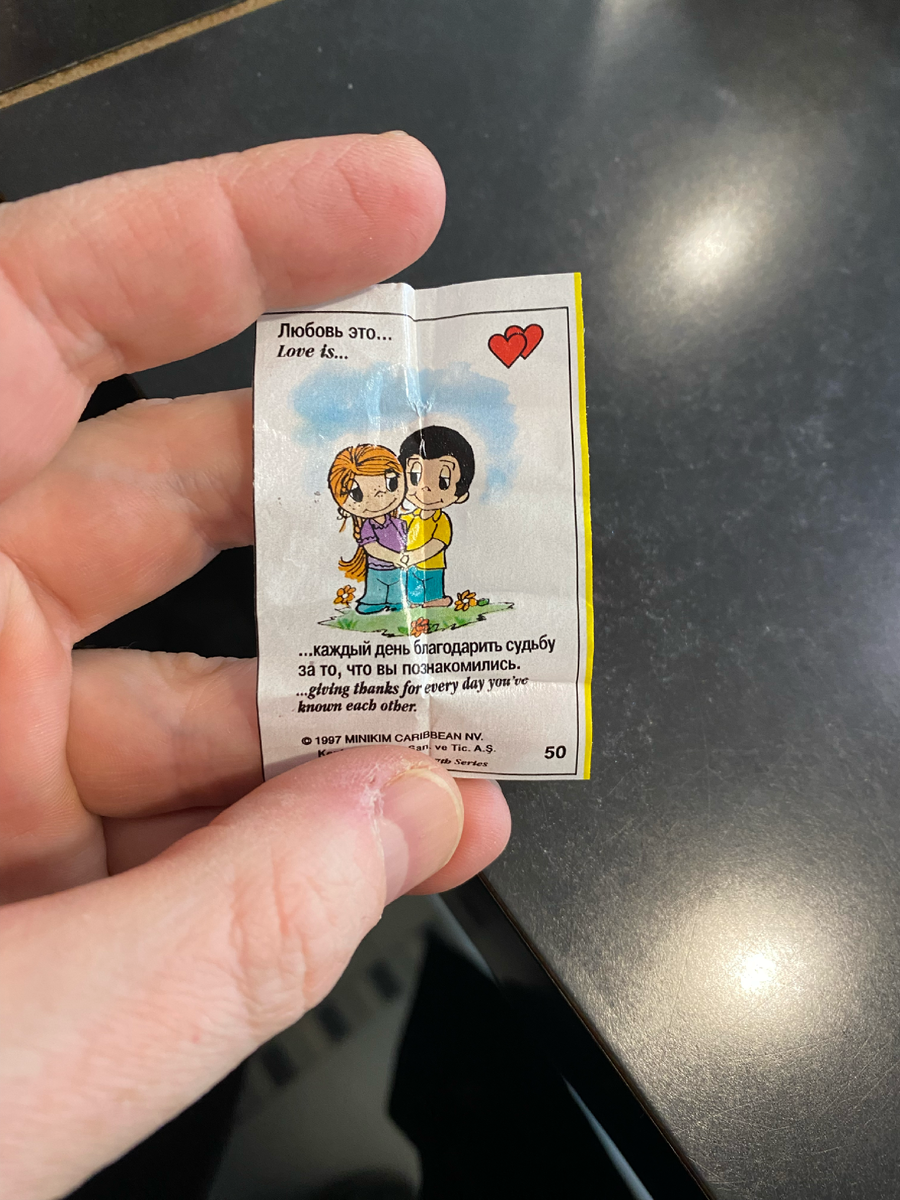 Любовь это...
Love is...
...каждый день благодарить судьбу
за то, что вы познакомились.
...giving thanks for every day you've
known each other.
© 1997 MINIKIM CARIBBEAN NV.
San. ve Tic. A.Ş.
50
7th Series